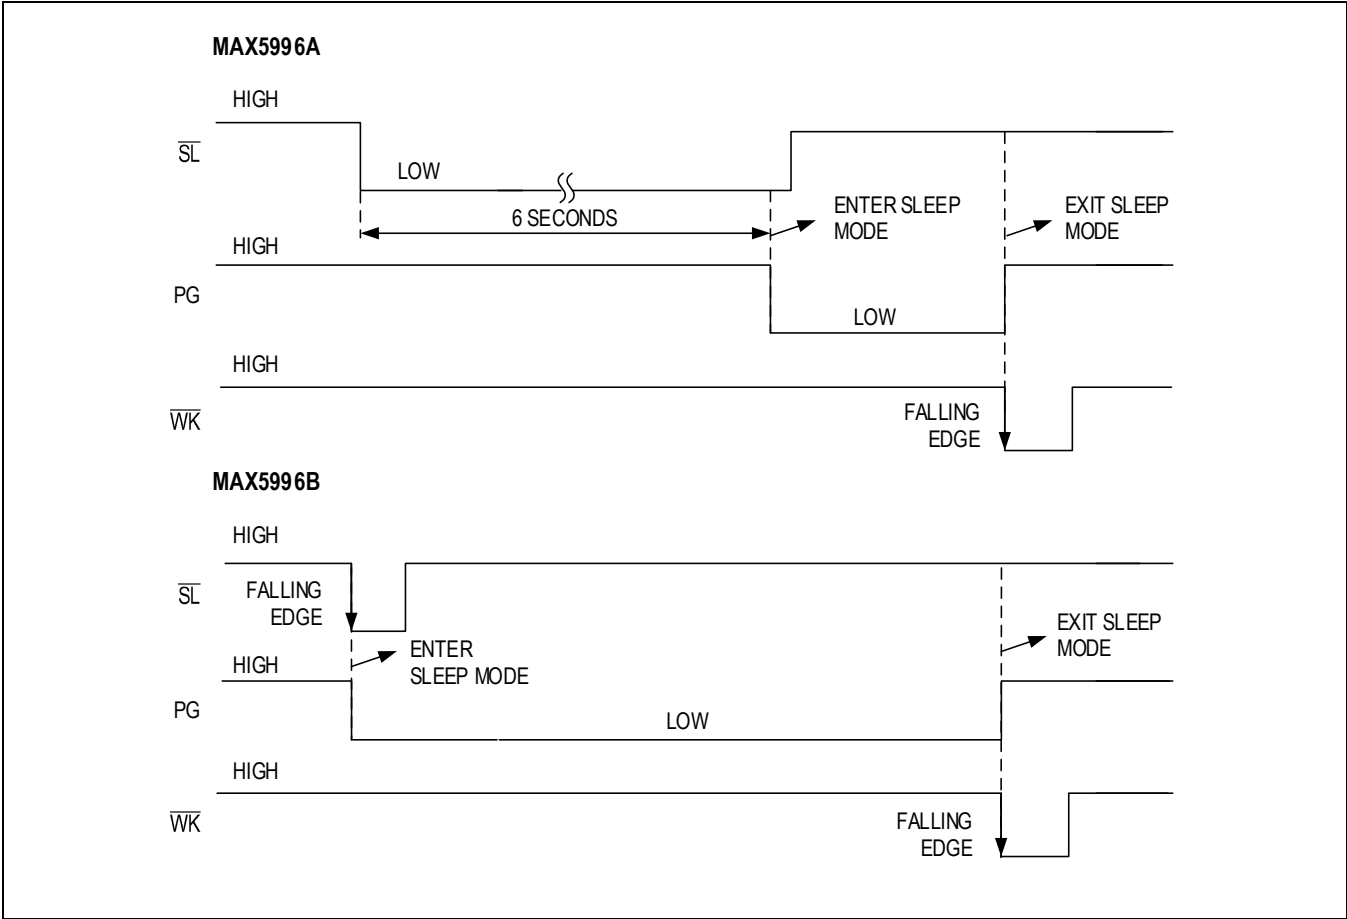 MAX5996A
HIGH
SL
LOW
6 SECONDS
ENTER SLEEP
MODE
EXIT SLEEP
MODE
HIGH
PG
LOW
HIGH
WK
FALLING
EDGE
MAX5996B
HIGH
SL
FALLING
EDGE
ENTER
SLEEP MODE
EXIT SLEEP
MODE
HIGH
PG
LOW
HIGH
WK
FALLING
EDGE